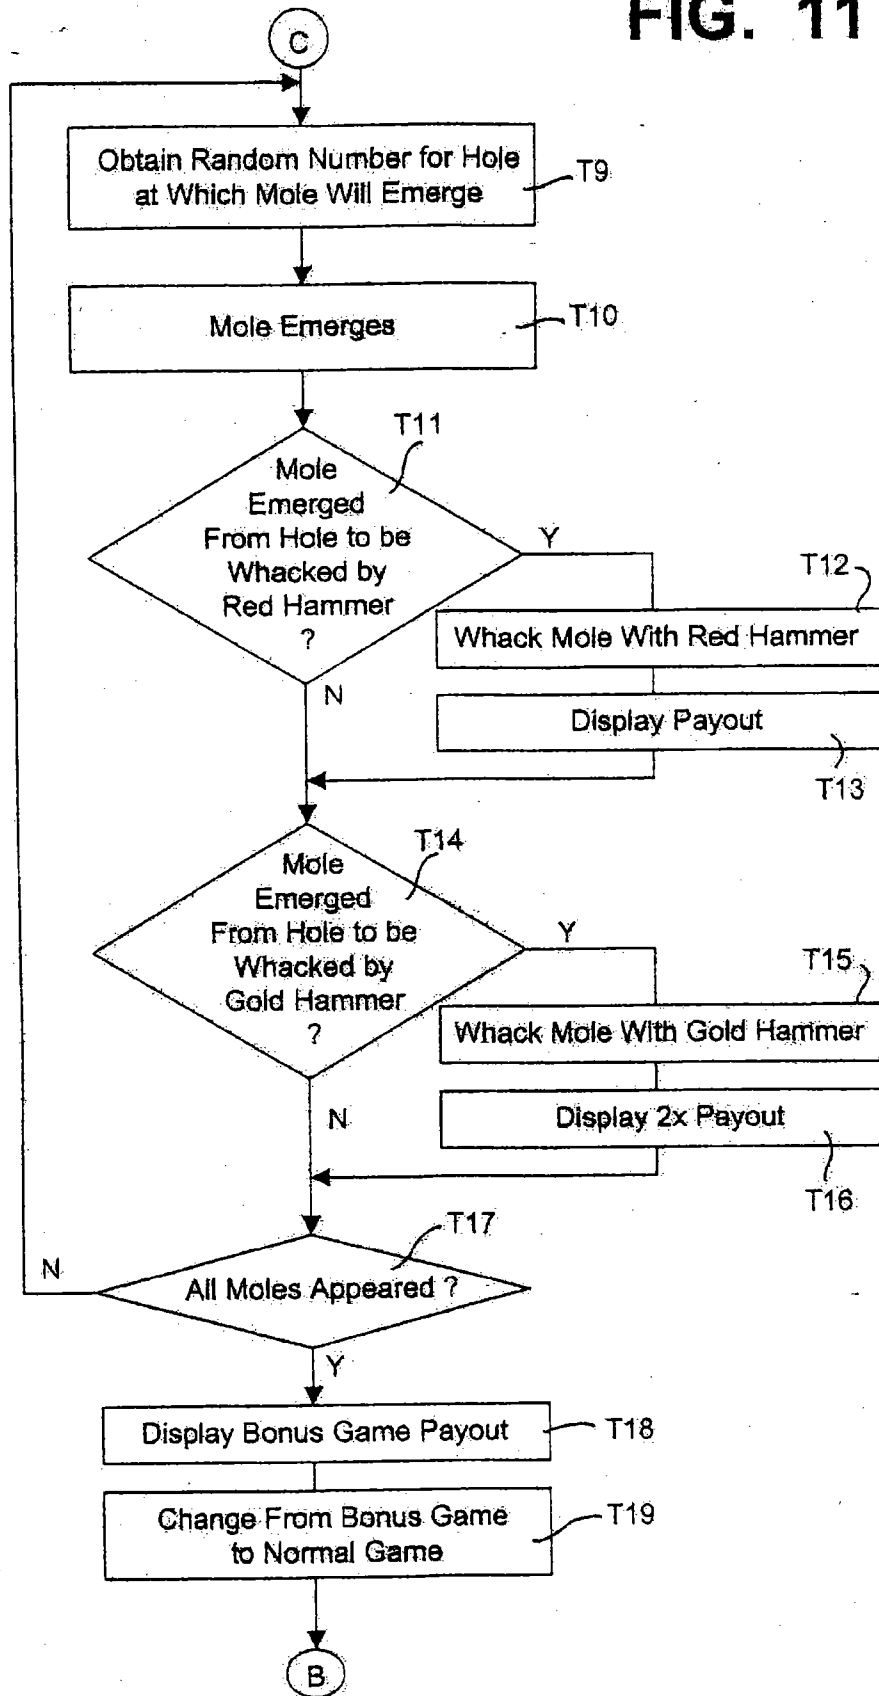 FIG. 11
C
Obtain Random Number for Hole
at Which Mole Will Emerge
T9
Mole Emerges
T10
T11
Mole
Emerged
From Hole to be
Whacked by
Red Hammer
?
Y
N
T12
Whack Mole With Red Hammer
Display Payout
T13
T14
Mole
Emerged
From Hole to be
Whacked by
Gold Hammer
?
Y
N
T15
Whack Mole With Gold Hammer
Display 2x Payout
T16
T17
All Moles Appeared ?
N
Y
Display Bonus Game Payout
T18
Change From Bonus Game
to Normal Game
T19
B